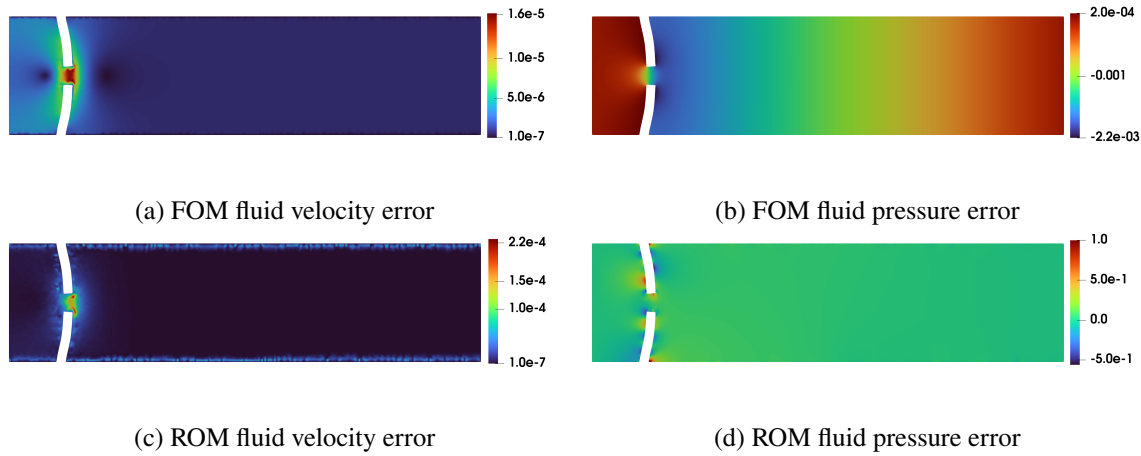 1.6e-5
1.0e-5
5.0e-6
1.0e-7
2.0e-04
-0.001
-2.2e-03
(a) FOM fluid velocity error
(b) FOM fluid pressure error
2.2e-4
1.5e-4
1.0e-4
1.0e-7
1.0
5.0e-1
0.0
-5.0e-1
(c) ROM fluid velocity error
(d) ROM fluid pressure error